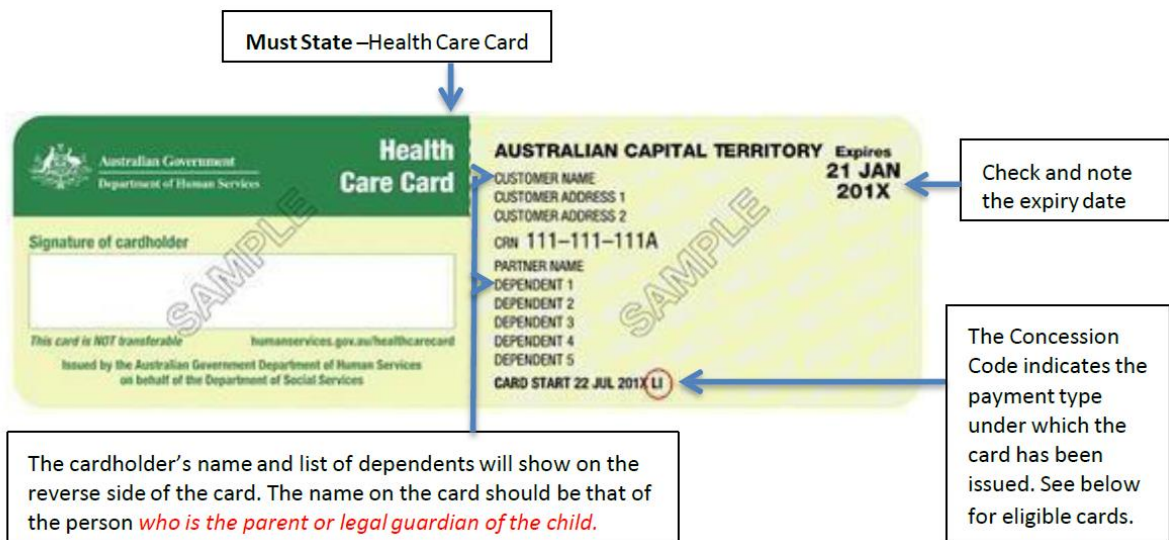 Must State –Health Care Card
Australian Government
Department of Human Services
Health
Care Card
Signature of cardholder
SAMPLE
This card is NOT transferable
humanservices.gov.au/healthcarecard
Issued by the Australian Government Department of Human Services
on behalf of the Department of Social Services
AUSTRALIAN CAPITAL TERRITORY
Expires
21 JAN
201X
CUSTOMER NAME
CUSTOMER ADDRESS 1
CUSTOMER ADDRESS 2
CRN 111–111–111A
PARTNER NAME
DEPENDENT 1
DEPENDENT 2
DEPENDENT 3
DEPENDENT 4
DEPENDENT 5
CARD START 22 JUL 201X LI
SAMPLE
Check and note
the expiry date
The Concession
Code indicates the
payment type
under which the
card has been
issued. See below
for eligible cards.
The cardholder’s name and list of dependents will show on the
reverse side of the card. The name on the card should be that of
the person who is the parent or legal guardian of the child.